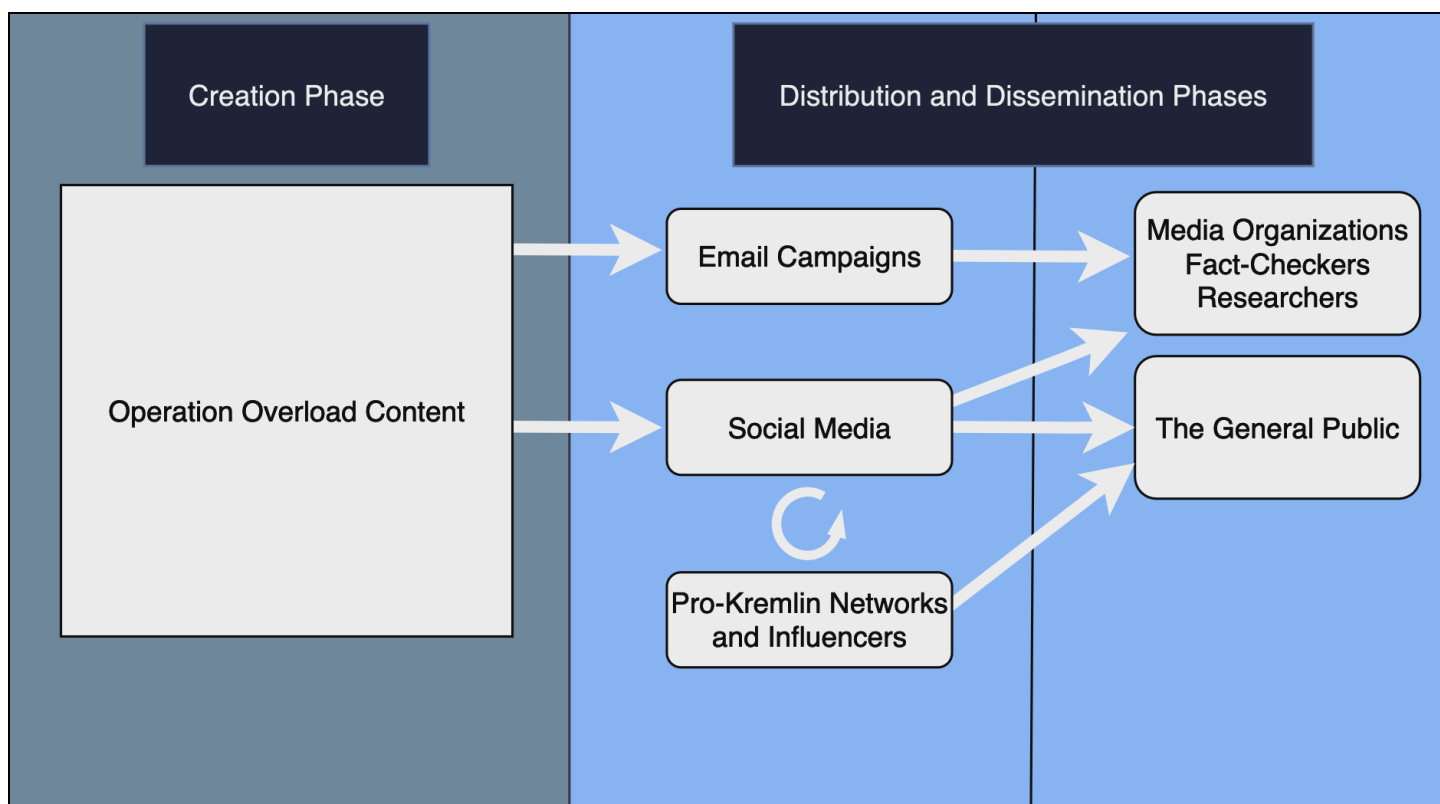 Creation Phase
Distribution and Dissemination Phases
Operation Overload Content
Email Campaigns
Media Organizations
Fact-Checkers
Researchers
Social Media
The General Public
Pro-Kremlin Networks
and Influencers